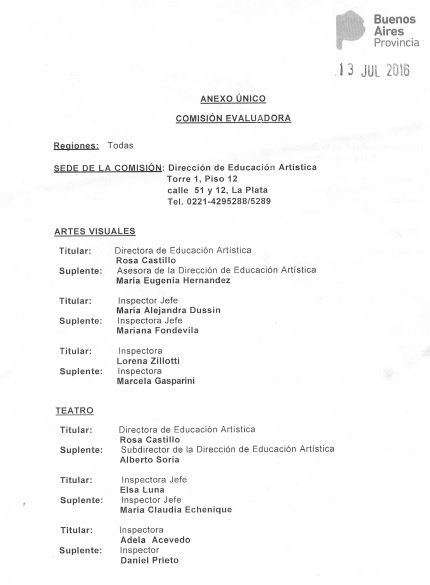 Buenos
Aires
Provincia
13 JUL 2016
ANEXO ÚNICO
COMISIÓN EVALUADORA
Regiones: Todas
SEDE DE LA COMISIÓN: Dirección de Educación Artística
Torre 1, Piso 12
calle 51 y 12, La Plata
Tel. 0221-4295288/5289
ARTES VISUALES
Titular: Directora de Educación Artística
Rosa Castillo
Suplente: Asesora de la Dirección de Educación Artística
María Eugenia Hernandez
Titular: Inspector Jefe
María Alejandra Dussin
Suplente: Inspectora Jefe
Mariana Fondevila
Titular: Inspectora
Lorena Zillotti
Suplente: Inspectora
Marcela Gasparini
TEATRO
Titular: Directora de Educación Artística
Rosa Castillo
Suplente: Subdirector de la Dirección de Educación Artística
Alberto Soria
Titular: Inspectora Jefe
Elsa Luna
Suplente: Inspector Jefe
María Claudia Echenique
Titular: Inspectora
Adela Acevedo
Suplente: Inspector
Daniel Prieto